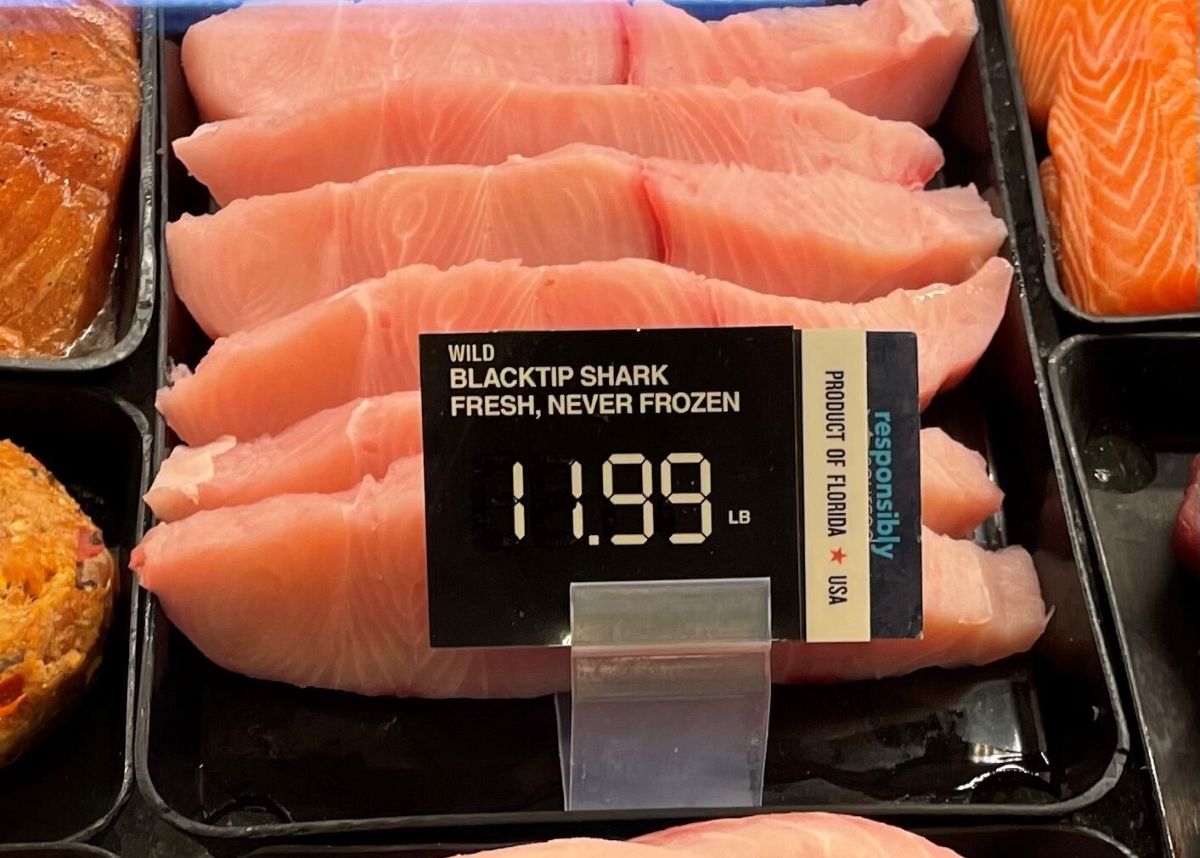 WILD
BLACKTIP SHARK
FRESH, NEVER FROZEN
11.99 LB
PRODUCT OF FLORIDA ★ USA
responsibly